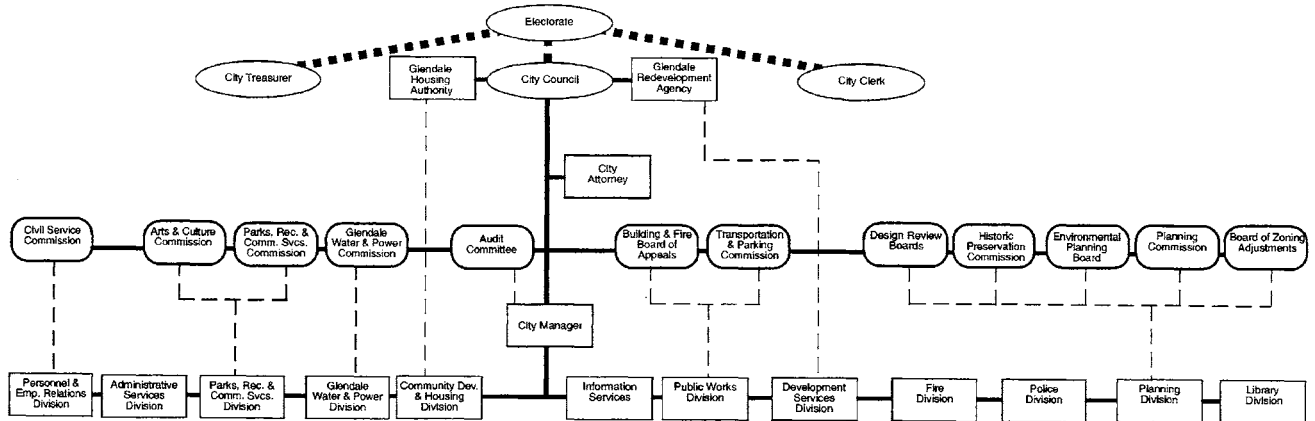 Electorate
City Treasurer
Glendale
Housing
Authority
City Council
Glendale
Redevelopment
Agency
City Clerk
City
Attorney
Civil Service
Commission
Arts & Culture
Commission
Parks, Rec. &
Comm. Svcs.
Commission
Glendale
Water & Power
Commission
Audit
Committee
Building & Fire
Board of
Appeals
Transportation
& Parking
Commission
Design Review
Boards
Historic
Preservation
Commission
Environmental
Planning
Board
Planning
Commission
Board of Zoning
Adjustments
City Manager
Personnel &
Emp. Relations
Division
Administrative
Services
Division
Parks, Rec. &
Comm. Svcs.
Division
Glendale
Water & Power
Division
Community Dev.
& Housing
Division
Information
Services
Public Works
Division
Development
Services
Division
Fire
Division
Police
Division
Planning
Division
Library
Division